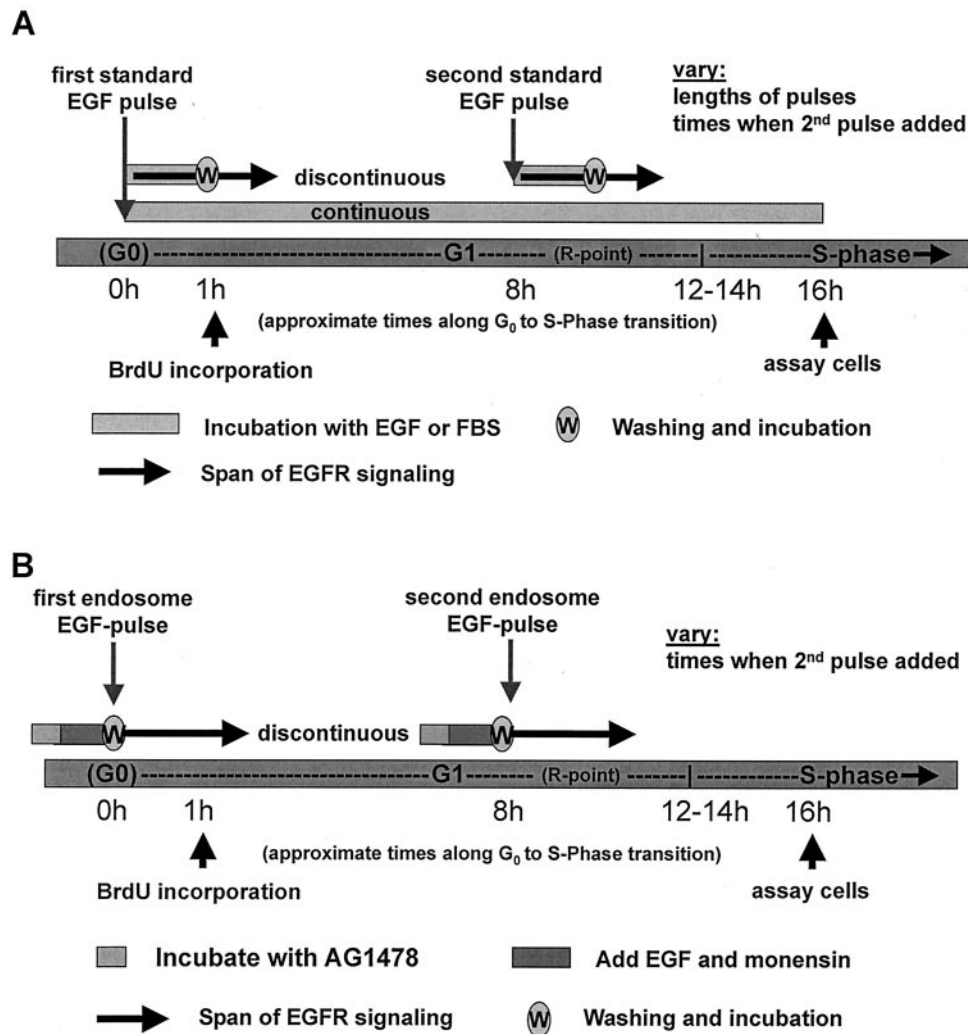 A
first standard
EGF pulse
second standard
EGF pulse
vary:
lengths of pulses
times when 2nd pulse added
W
discontinuous
W
continuous
(G0) ---------------------------------- G1 ------- (R-point) -------|------------- S-phase
0h 1h 8h 12-14h 16h
(approximate times along G0 to S-Phase transition)
BrdU incorporation
assay cells
Incubation with EGF or FBS
W Washing and incubation
Span of EGFR signaling
B
first endosome
EGF-pulse
second endosome
EGF-pulse
vary:
times when 2nd pulse added
W
discontinuous
W
(G0) ---------------------------------- G1 ------- (R-point) -------|------------- S-phase
0h 1h 8h 12-14h 16h
(approximate times along G0 to S-Phase transition)
BrdU incorporation
assay cells
Incubate with AG1478
Add EGF and monensin
Span of EGFR signaling
W Washing and incubation